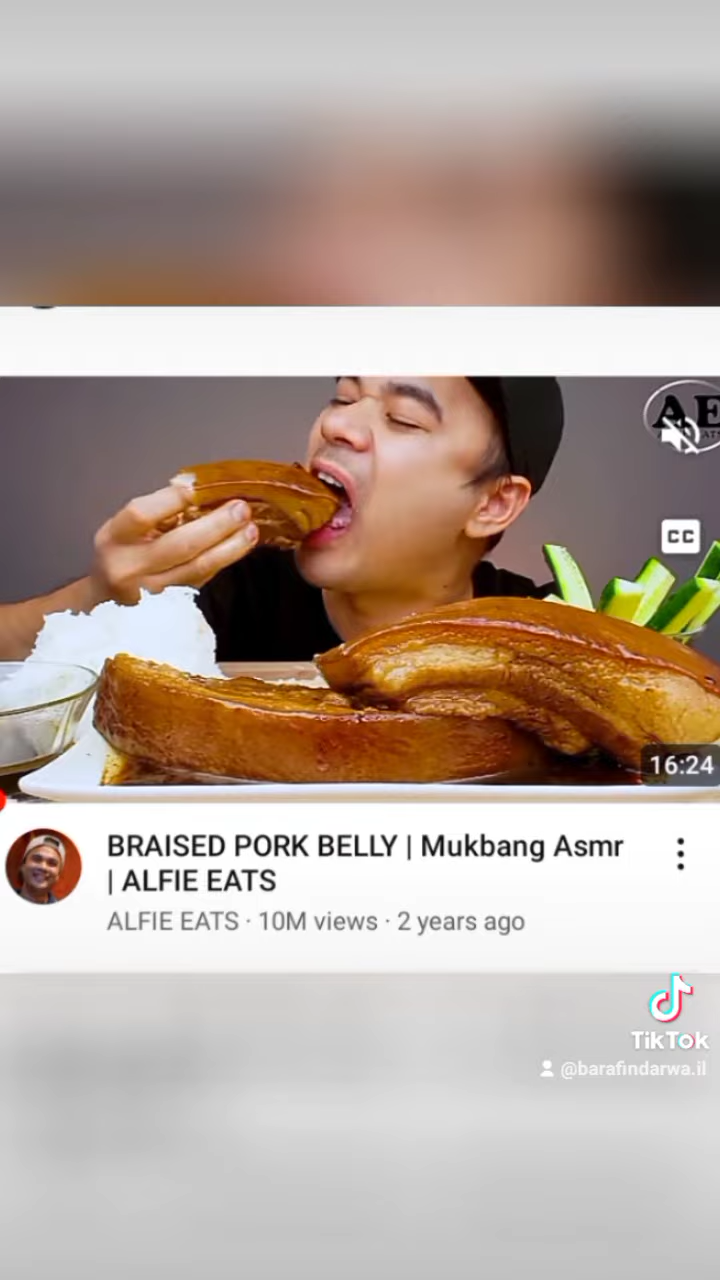 AE
CC
16:24
BRAISED PORK BELLY | Mukbang Asmr
| ALFIE EATS
ALFIE EATS · 10M views · 2 years ago
TikTok
@barafindarwa.il